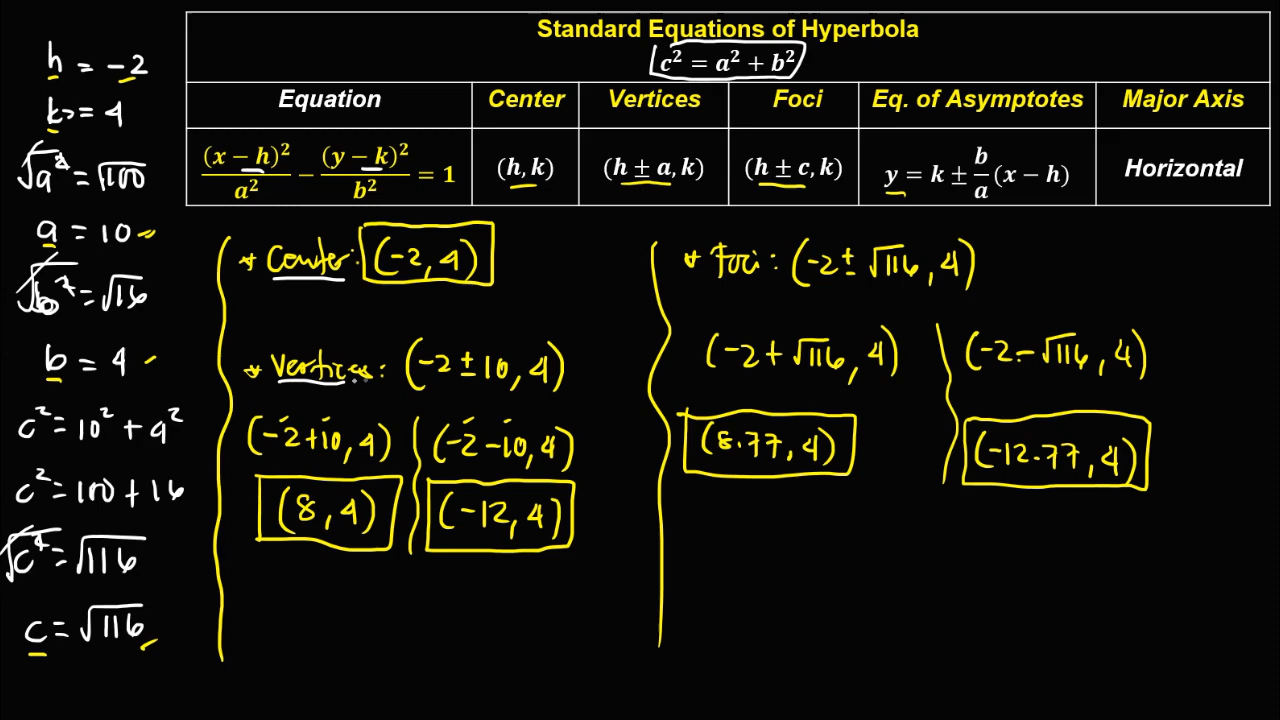 Standard Equations of Hyperbola
c² = a² + b²
Equation Center Vertices Foci Eq. of Asymptotes Major Axis
(x − h)²/a² − (y − k)²/b² = 1 (h, k) (h ± a, k) (h ± c, k) y = k ± b/a (x − h) Horizontal
h = -2
k = 4
√a² = √100
a = 10
√b² = √16
b = 4
c² = 10² + 4²
c² = 100 + 16
√c² = √116
c = √116
* Center: (-2, 4)
* Vertices: (-2 ± 10, 4)
(-2+10, 4) (-2-10, 4)
(8, 4) (-12, 4)
* Foci: (-2 ± √116, 4)
(-2 + √116, 4) (-2 - √116, 4)
(8.77, 4) (-12.77, 4)